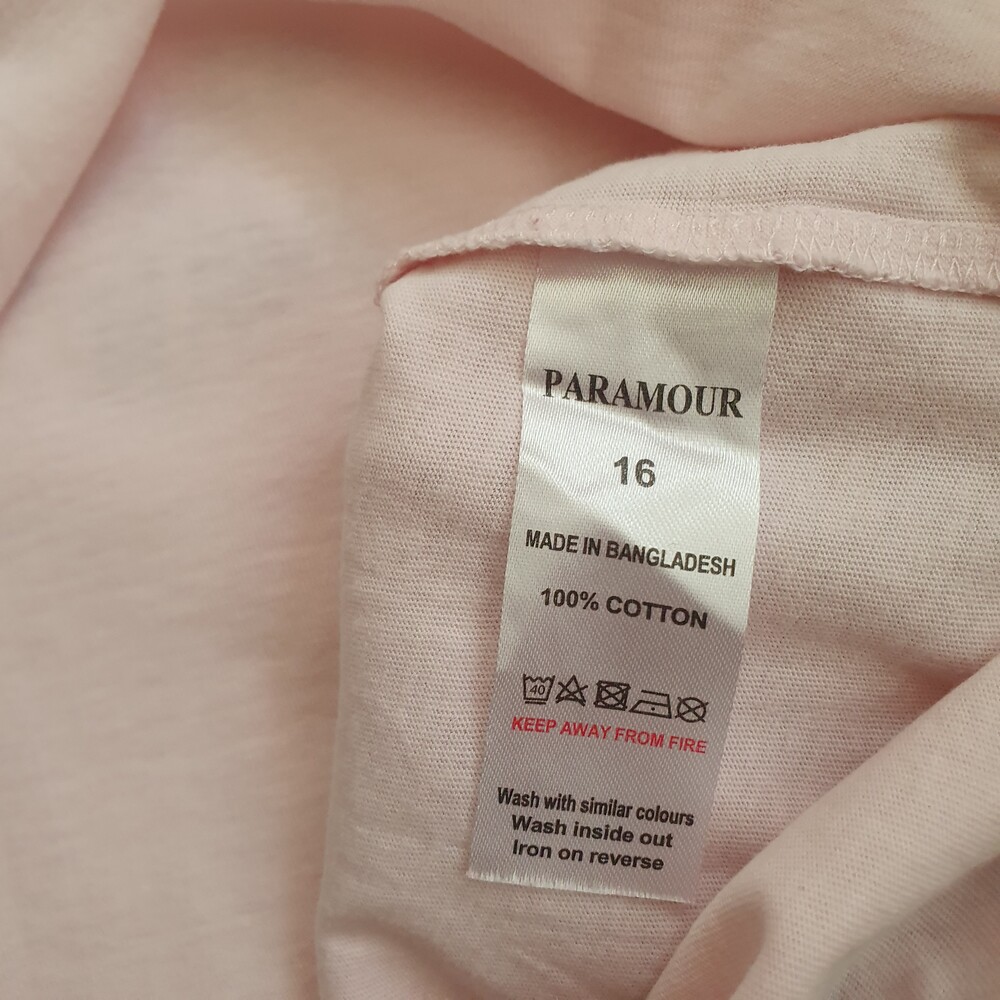 PARAMOUR
16
MADE IN BANGLADESH
100% COTTON
40
KEEP AWAY FROM FIRE
Wash with similar colours
Wash inside out
Iron on reverse